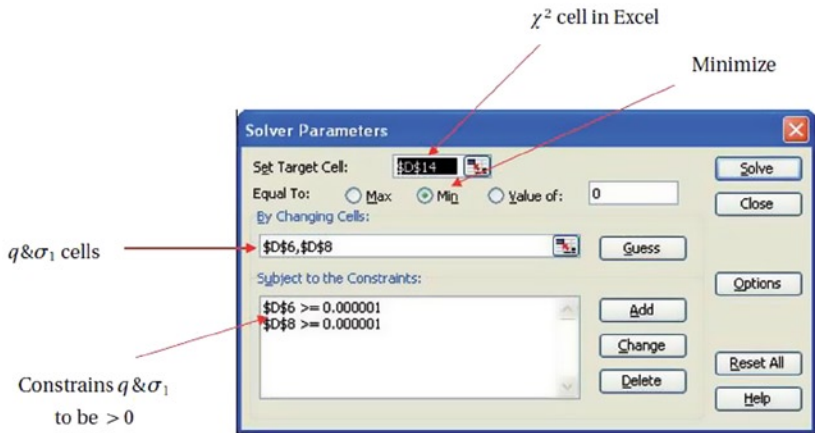 χ² cell in Excel
Minimize
Solver Parameters
Set Target Cell: $D$14 Solve
Equal To: Max Min Value of: 0 Close
By Changing Cells:
q&σ₁ cells $D$6,$D$8 Guess
Subject to the Constraints: Options
$D$6 >= 0.000001 Add
$D$8 >= 0.000001
Change
Reset All
Constrains q &σ₁ Delete
to be > 0 Help